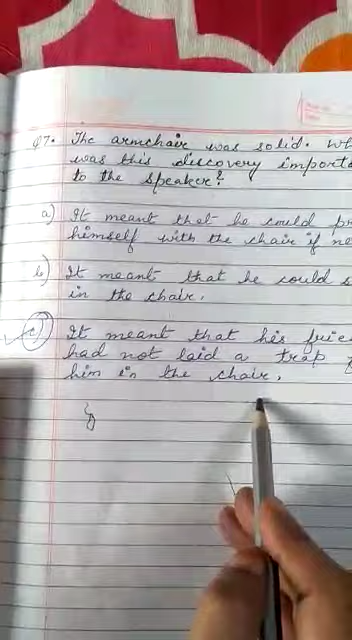 Q7. The armchair was solid. Wh
was this discovery importa
to the speaker?
a) It meant that he could pr
himself with the chair if ne
b) It meant that he could s
in the chair.
c) It meant that his frie
had not laid a trap f
him in the chair.